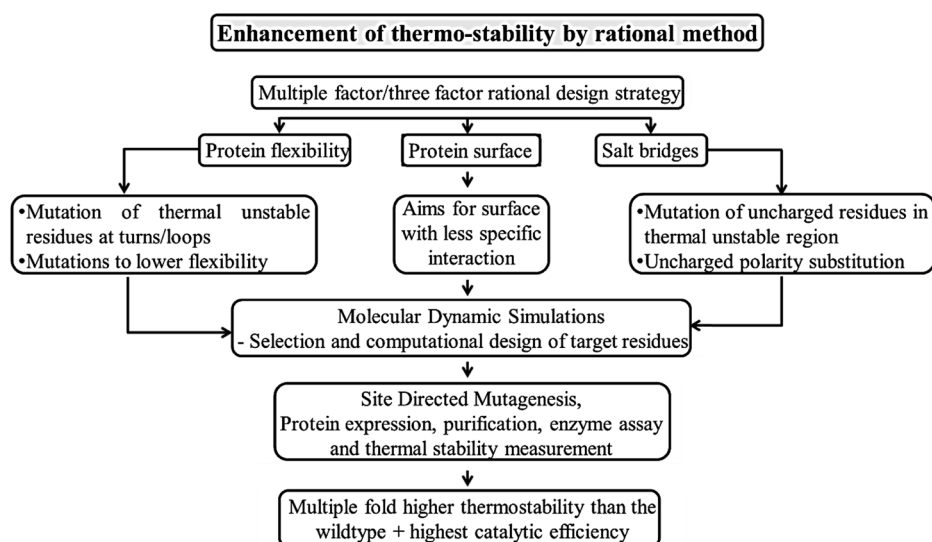 Enhancement of thermo-stability by rational method
Multiple factor/three factor rational design strategy
Protein flexibility
Protein surface
Salt bridges
•Mutation of thermal unstable
residues at turns/loops
•Mutations to lower flexibility
Aims for surface
with less specific
interaction
•Mutation of uncharged residues in
thermal unstable region
•Uncharged polarity substitution
Molecular Dynamic Simulations
- Selection and computational design of target residues
Site Directed Mutagenesis,
Protein expression, purification, enzyme assay
and thermal stability measurement
Multiple fold higher thermostability than the
wildtype + highest catalytic efficiency